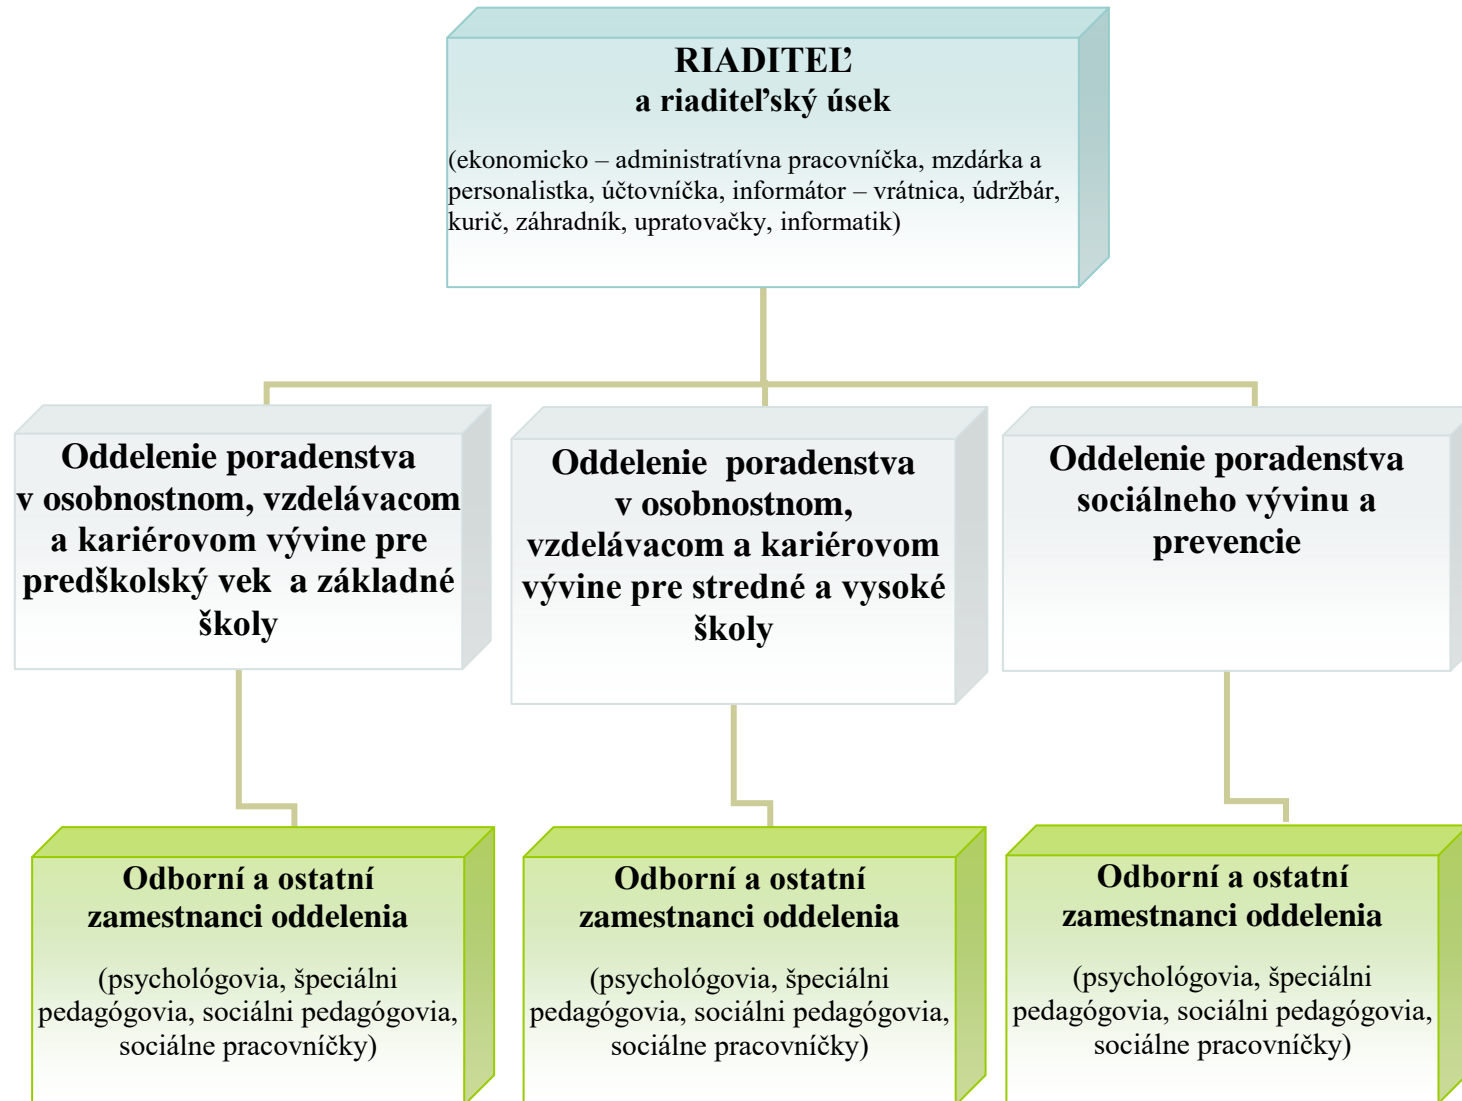 RIADITEĽ
a riaditeľský úsek
(ekonomicko – administratívna pracovníčka, mzdárka a
personalistka, účtovníčka, informátor – vrátnica, údržbár,
kurič, záhradník, upratovačky, informatik)
Oddelenie poradenstva
v osobnostnom, vzdelávacom
a kariérovom vývine pre
predškolský vek a základné
školy
Oddelenie poradenstva
v osobnostnom,
vzdelávacom a kariérovom
vývine pre stredné a vysoké
školy
Oddelenie poradenstva
sociálneho vývinu a
prevencie
Odborní a ostatní
zamestnanci oddelenia
(psychológovia, špeciálni
pedagógovia, sociálni pedagógovia,
sociálne pracovníčky)
Odborní a ostatní
zamestnanci oddelenia
(psychológovia, špeciálni
pedagógovia, sociálni pedagógovia,
sociálne pracovníčky)
Odborní a ostatní
zamestnanci oddelenia
(psychológovia, špeciálni
pedagógovia, sociálni pedagógovia,
sociálne pracovníčky)